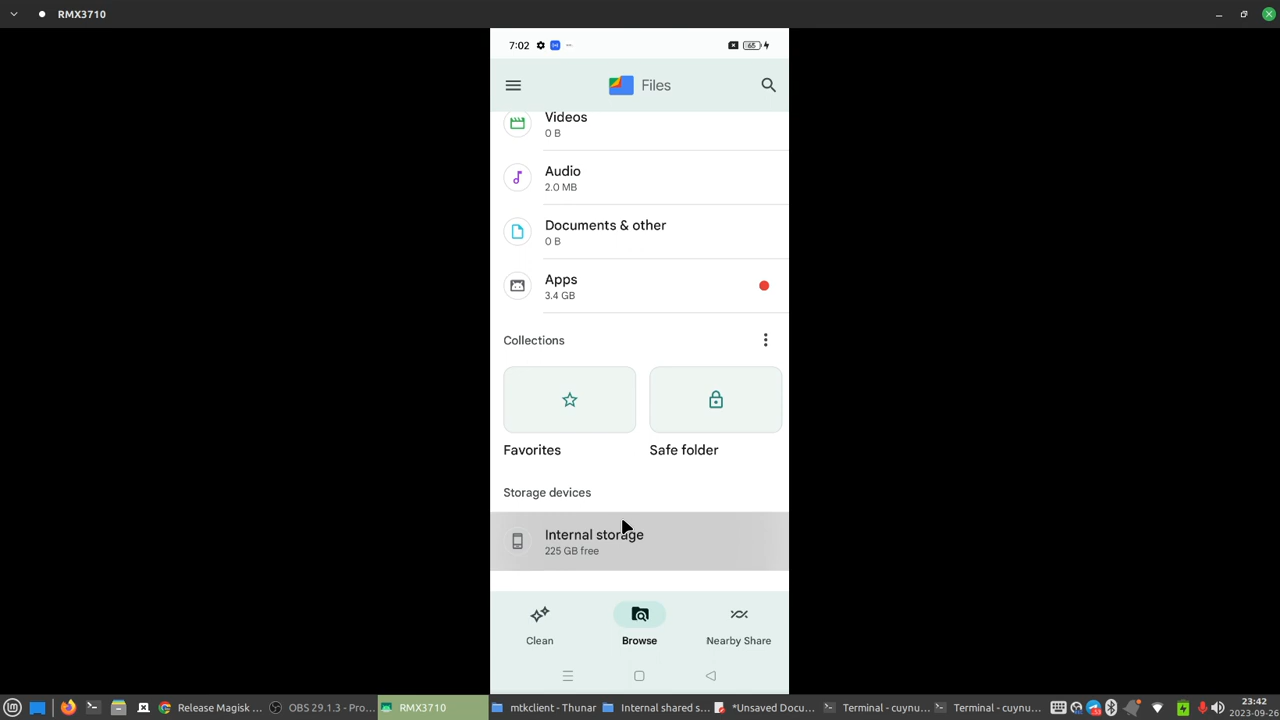 RMX3710
7:02
65
Files
Videos
0 B
Audio
2.0 MB
Documents & other
0 B
Apps
3.4 GB
Collections
Favorites
Safe folder
Storage devices
Internal storage
225 GB free
Clean
Browse
Nearby Share
Release Magisk ...
OBS 29.1.3 - Pro...
RMX3710
mtkclient - Thunar
Internal shared s...
*Unsaved Docu...
Terminal - cuynu...
Terminal - cuynu...
23:42
2023-09-26